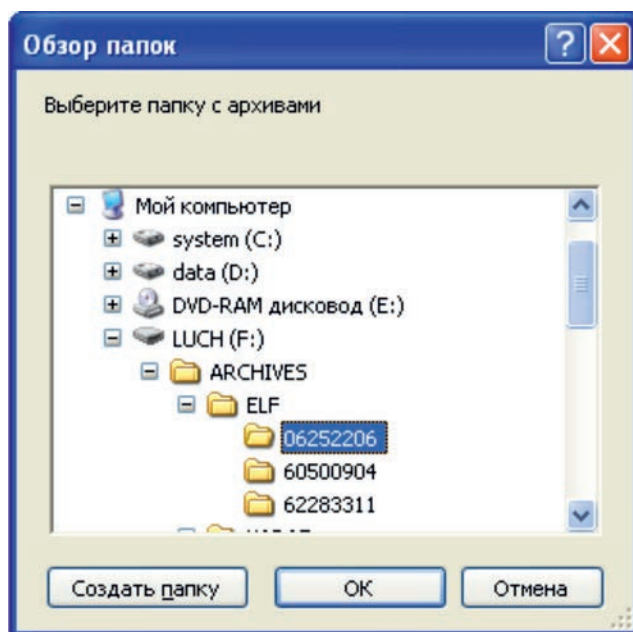 Обзор папок
Выберите папку с архивами
Мой компьютер
system (C:)
data (D:)
DVD-RAM дисковод (E:)
LUCH (F:)
ARCHIVES
ELF
06252206
60500904
62283311
Создать папку ОК Отмена